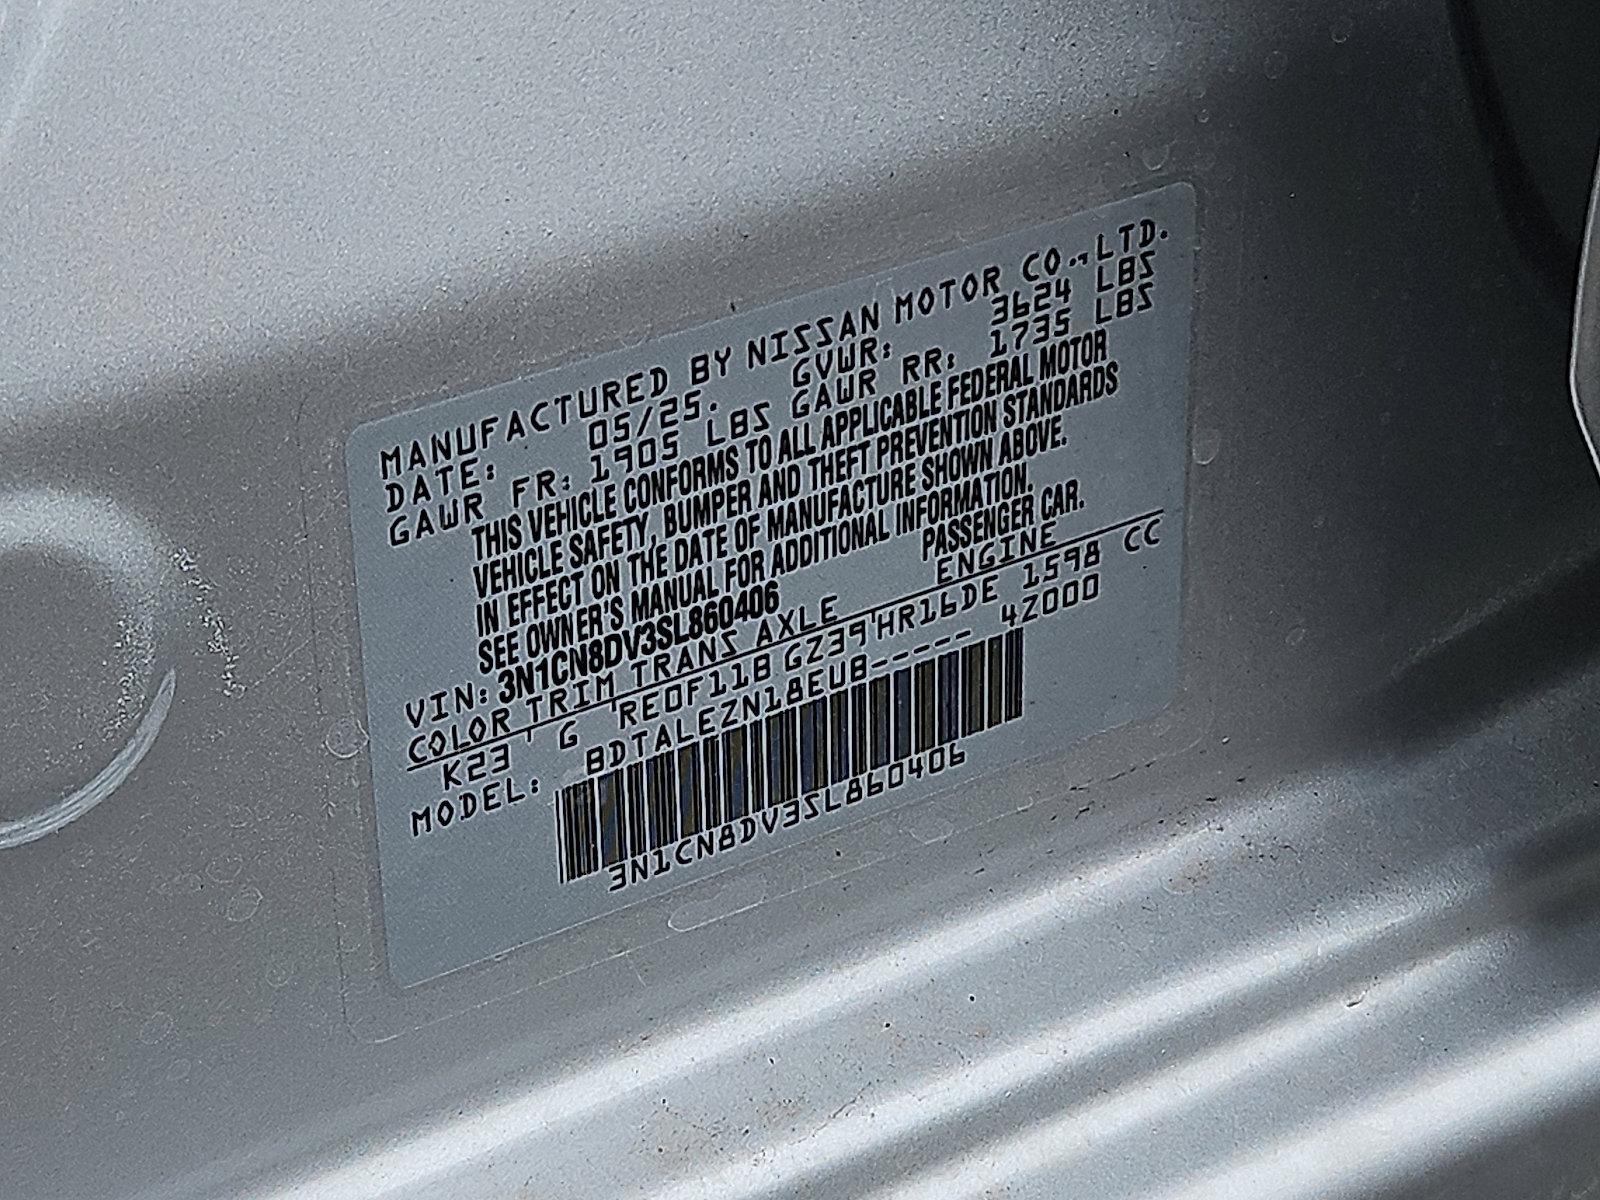 MANUFACTURED BY NISSAN MOTOR CO.,LTD.
DATE: 05/25. GVWR: 3624 LBS
GAWR FR: 1905 LBS GAWR RR: 1735 LBS
THIS VEHICLE CONFORMS TO ALL APPLICABLE FEDERAL MOTOR
VEHICLE SAFETY, BUMPER AND THEFT PREVENTION STANDARDS
IN EFFECT ON THE DATE OF MANUFACTURE SHOWN ABOVE.
SEE OWNER'S MANUAL FOR ADDITIONAL INFORMATION.
VIN: 3N1CN8DV3SL860406 PASSENGER CAR.
COLOR TRIM TRANS AXLE ENGINE
K23 ' G 'RE0F11B GZ39'HR16DE 1598 CC
MODEL: BDTALEZN18EUB----- 4Z000
3N1CN8DV3SL860406